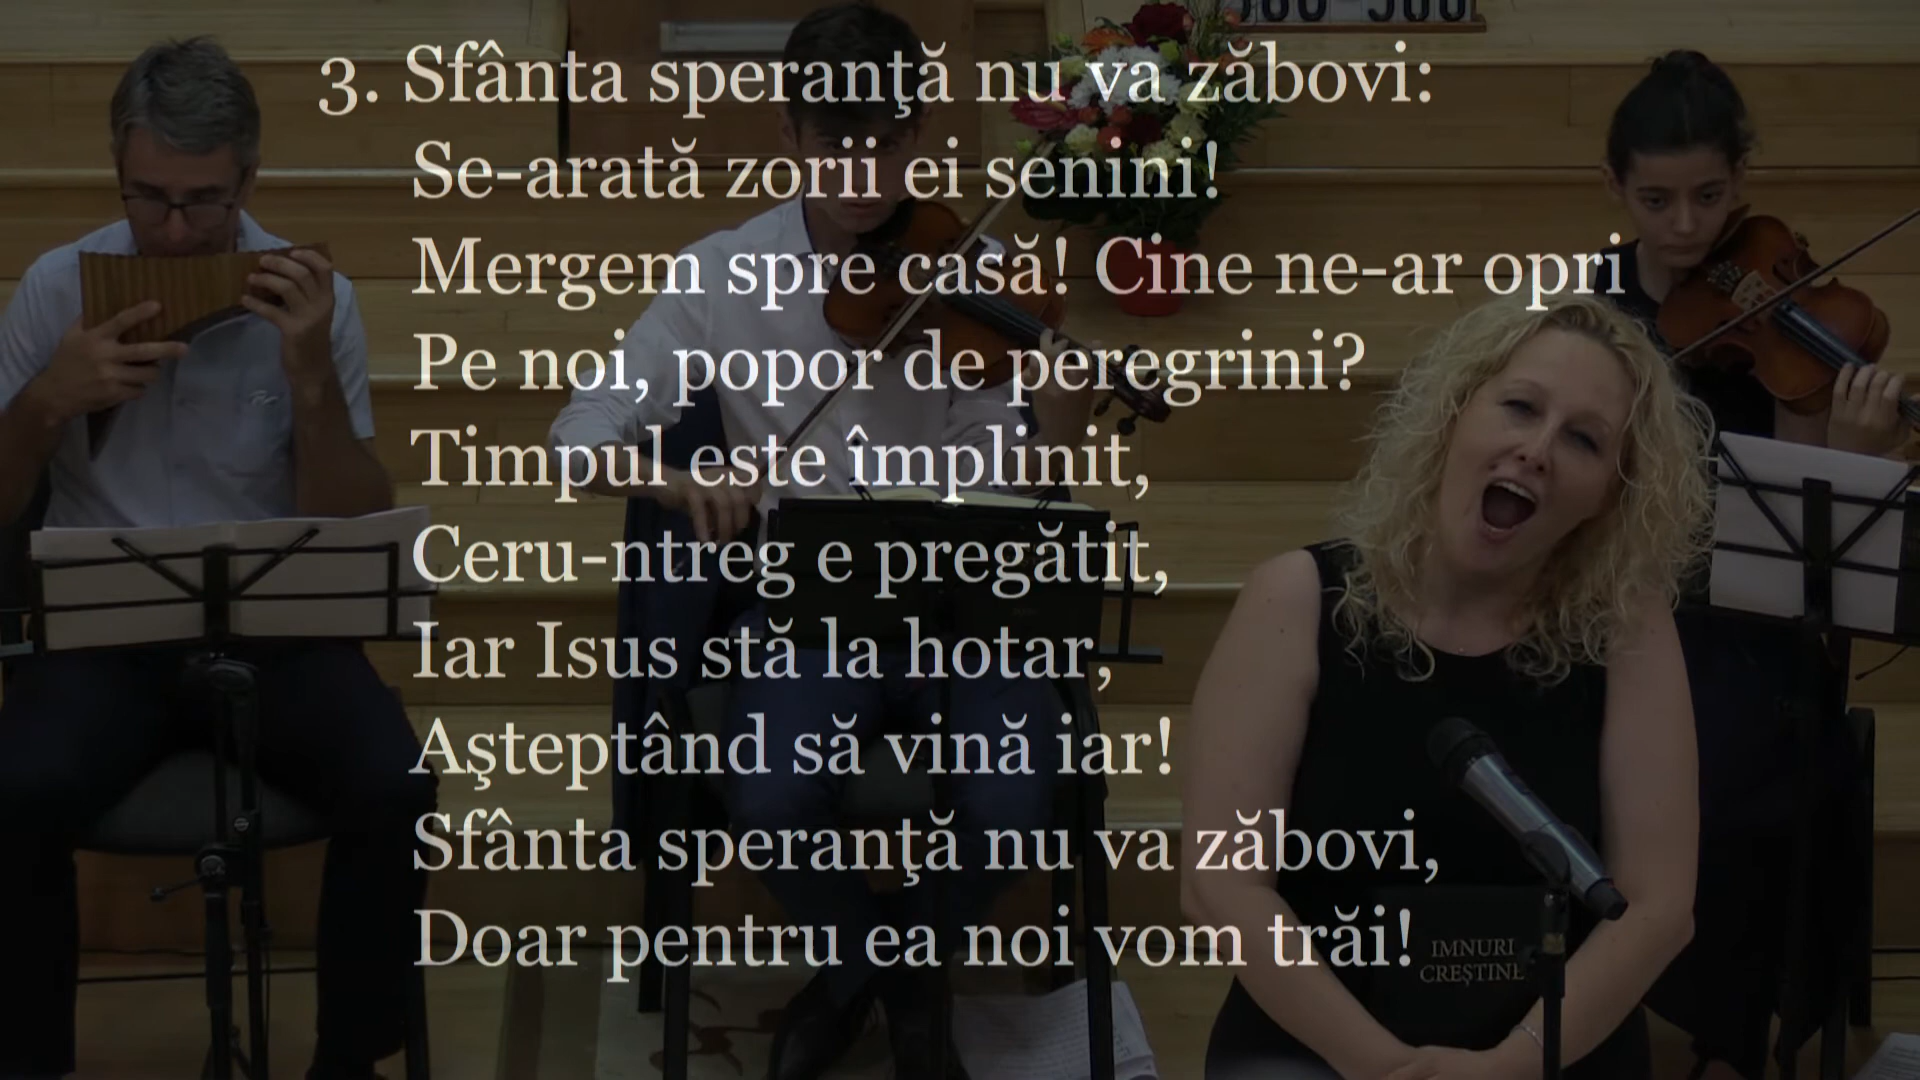 3. Sfânta speranţă nu va zăbovi:
Se-arată zorii ei senini!
Mergem spre casă! Cine ne-ar opri
Pe noi, popor de peregrini?
Timpul este împlinit,
Ceru-ntreg e pregătit,
Iar Isus stă la hotar,
Aşteptând să vină iar!
Sfânta speranţă nu va zăbovi,
Doar pentru ea noi vom trăi!
IMNURI
CREȘTINE